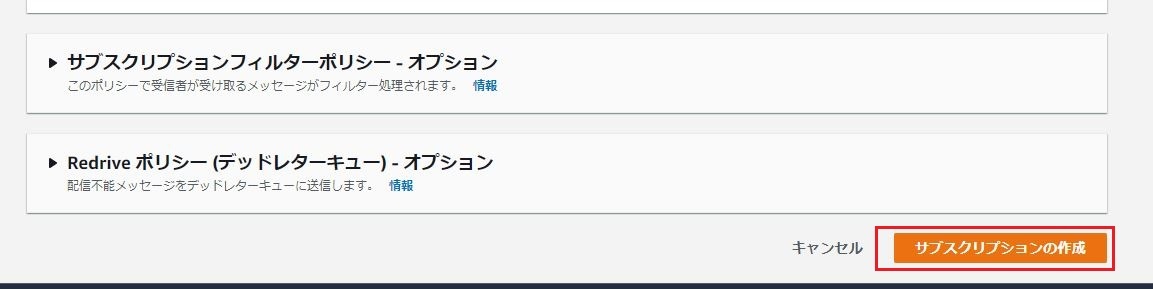 サブスクリプションフィルターポリシー - オプション
このポリシーで受信者が受け取るメッセージがフィルター処理されます。 情報
Redrive ポリシー (デッドレターキュー) - オプション
配信不能メッセージをデッドレターキューに送信します。 情報
キャンセル サブスクリプションの作成